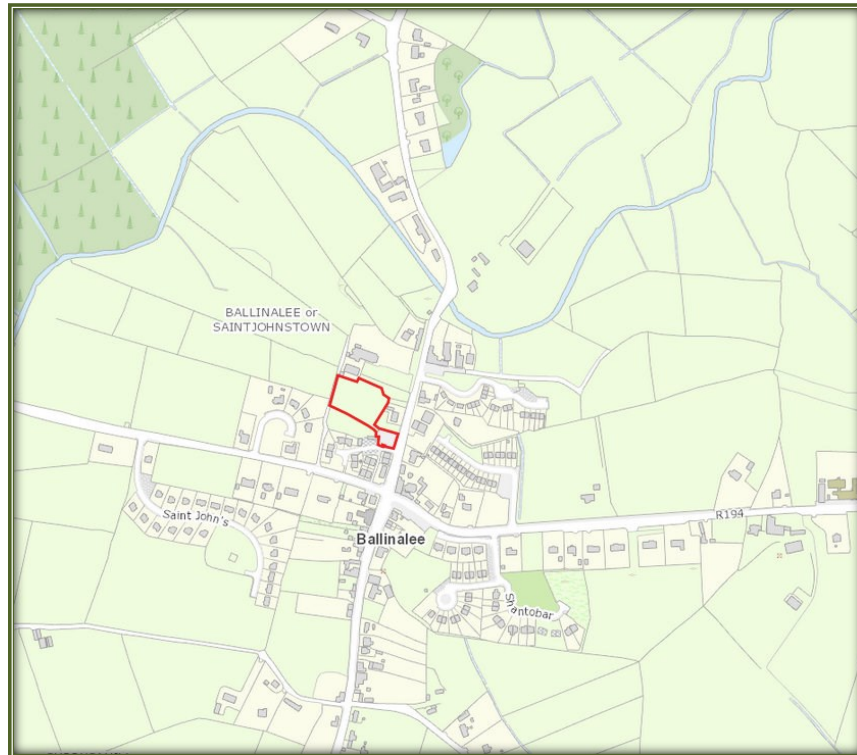 BALLINALEE or
SAINTJOHNSTOWN
Saint John's
R194
Ballinalee
Shantobar